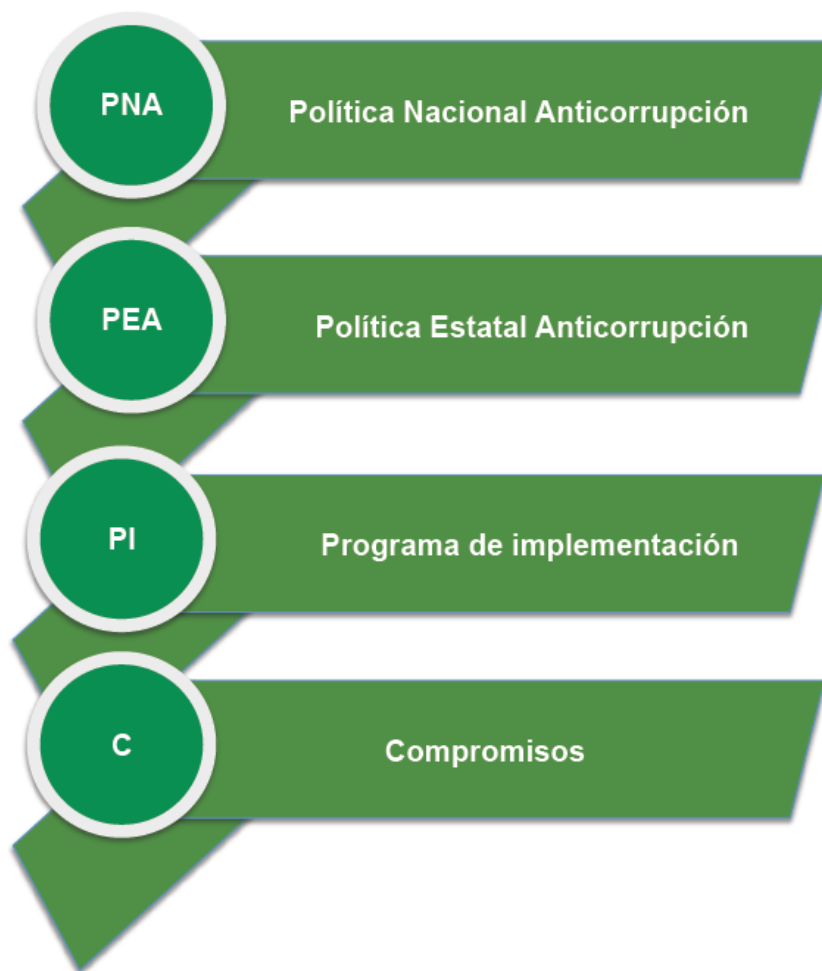 PNA
Política Nacional Anticorrupción
PEA
Política Estatal Anticorrupción
PI
Programa de implementación
C
Compromisos